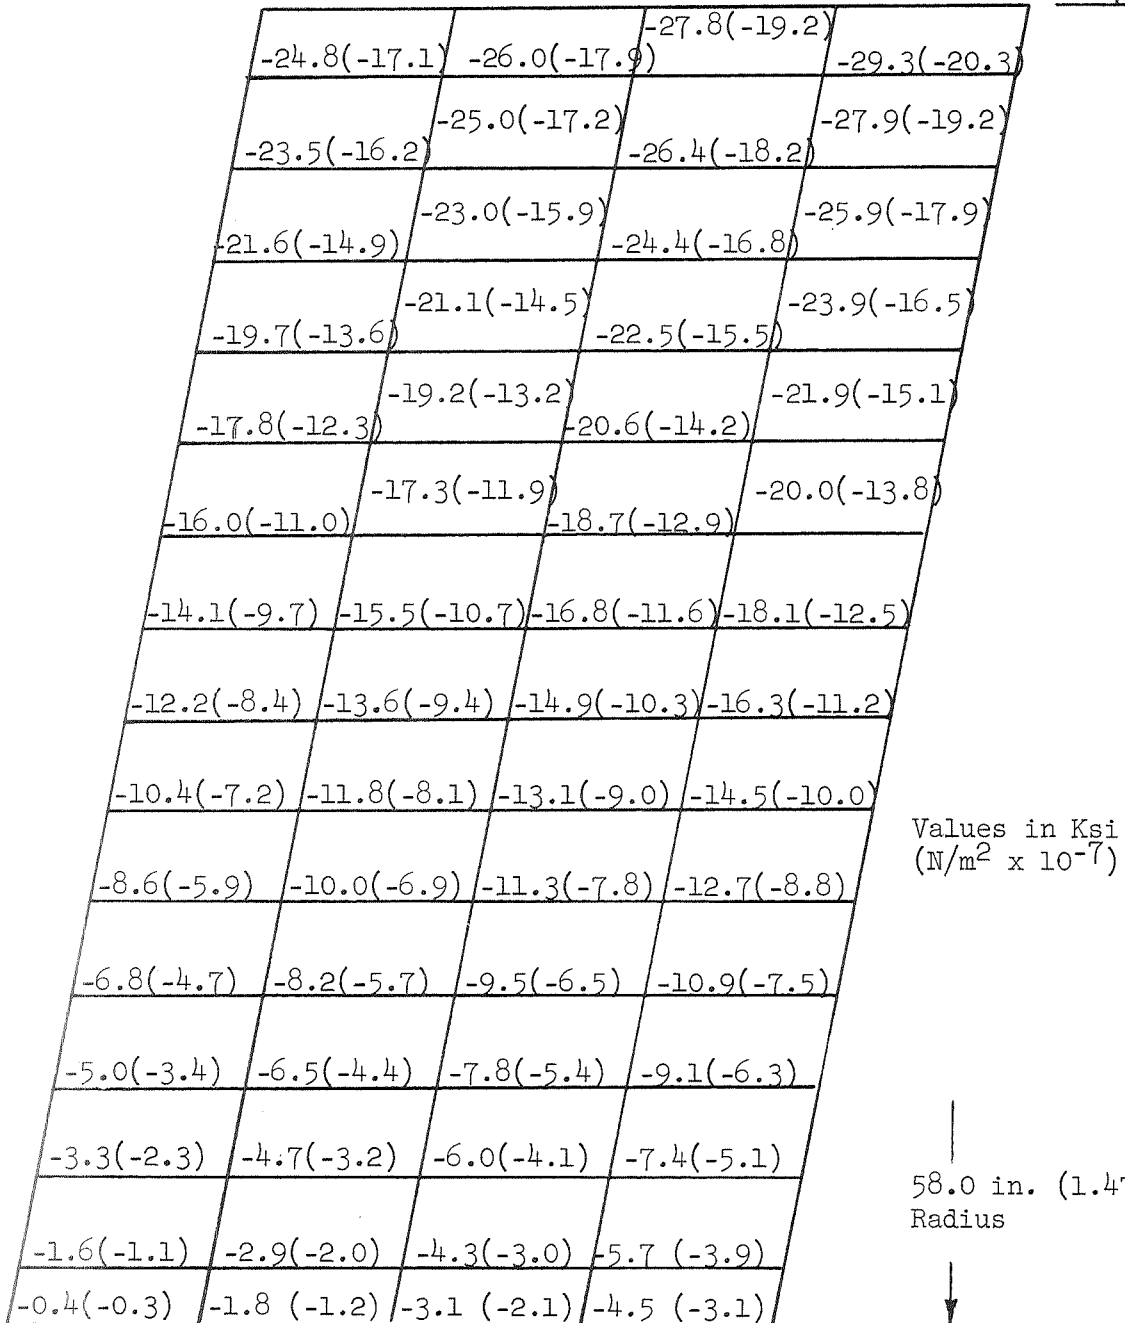 -24.8(-17.1) -26.0(-17.9) -27.8(-19.2) -29.3(-20.3)
-23.5(-16.2) -25.0(-17.2) -26.4(-18.2) -27.9(-19.2)
-21.6(-14.9) -23.0(-15.9) -24.4(-16.8) -25.9(-17.9)
-19.7(-13.6) -21.1(-14.5) -22.5(-15.5) -23.9(-16.5)
-17.8(-12.3) -19.2(-13.2) -20.6(-14.2) -21.9(-15.1)
-16.0(-11.0) -17.3(-11.9) -18.7(-12.9) -20.0(-13.8)
-14.1(-9.7) -15.5(-10.7) -16.8(-11.6) -18.1(-12.5)
-12.2(-8.4) -13.6(-9.4) -14.9(-10.3) -16.3(-11.2)
-10.4(-7.2) -11.8(-8.1) -13.1(-9.0) -14.5(-10.0)
Values in Ksi
(N/m² x 10⁻⁷)
-8.6(-5.9) -10.0(-6.9) -11.3(-7.8) -12.7(-8.8)
-6.8(-4.7) -8.2(-5.7) -9.5(-6.5) -10.9(-7.5)
-5.0(-3.4) -6.5(-4.4) -7.8(-5.4) -9.1(-6.3)
-3.3(-2.3) -4.7(-3.2) -6.0(-4.1) -7.4(-5.1)
58.0 in. (1.47
Radius
-1.6(-1.1) -2.9(-2.0) -4.3(-3.0) -5.7 (-3.9)
-0.4(-0.3) -1.8 (-1.2) -3.1 (-2.1) -4.5 (-3.1)